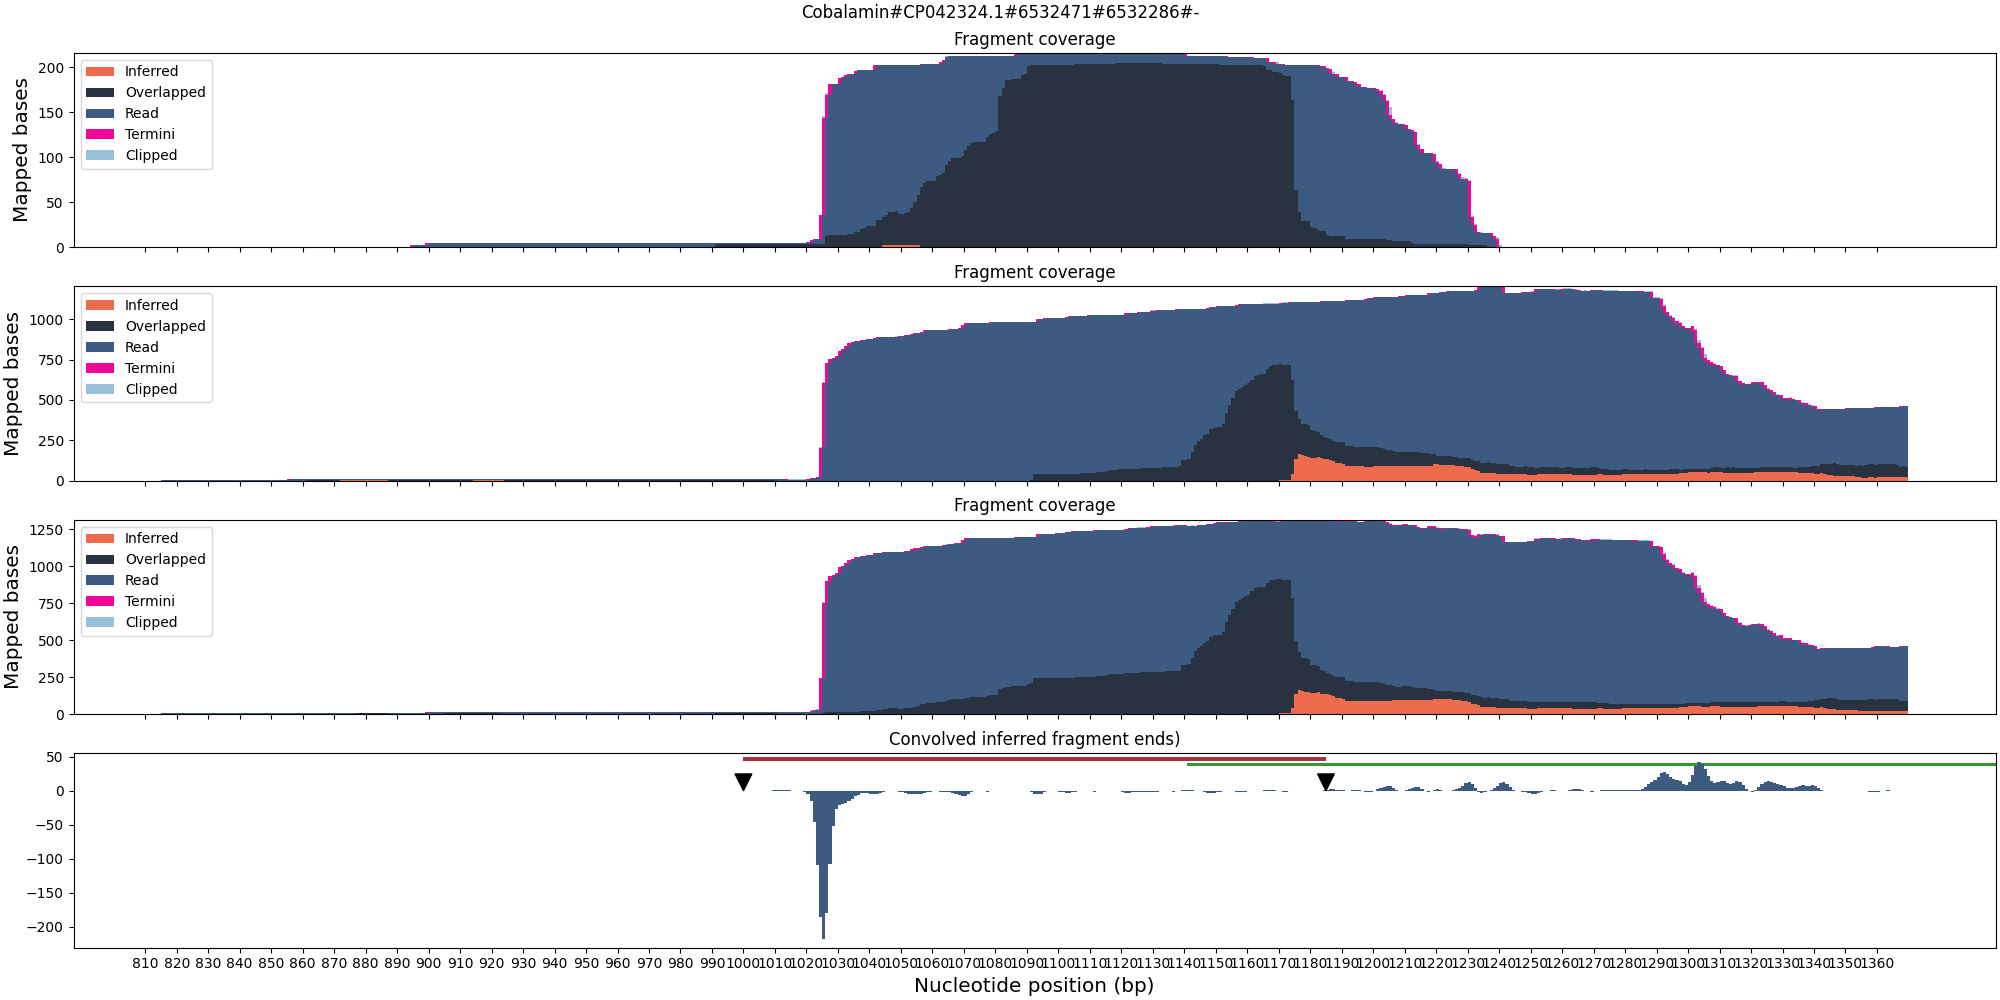 Cobalamin#CP042324.1#6532471#6532286#-
Fragment coverage
Mapped bases
200
150
100
50
0
Inferred
Overlapped
Read
Termini
Clipped
Fragment coverage
Mapped bases
1000
750
500
250
0
Inferred
Overlapped
Read
Termini
Clipped
Fragment coverage
Mapped bases
1250
1000
750
500
250
0
Inferred
Overlapped
Read
Termini
Clipped
Convolved inferred fragment ends)
50
0
−50
−100
−150
−200
810 820 830 840 850 860 870 880 890 900 910 920 930 940 950 960 970 980 990 1000 1010 1020 1030 1040 1050 1060 1070 1080 1090 1100 1110 1120 1130 1140 1150 1160 1170 1180 1190 1200 1210 1220 1230 1240 1250 1260 1270 1280 1290 1300 1310 1320 1330 1340 1350 1360
Nucleotide position (bp)